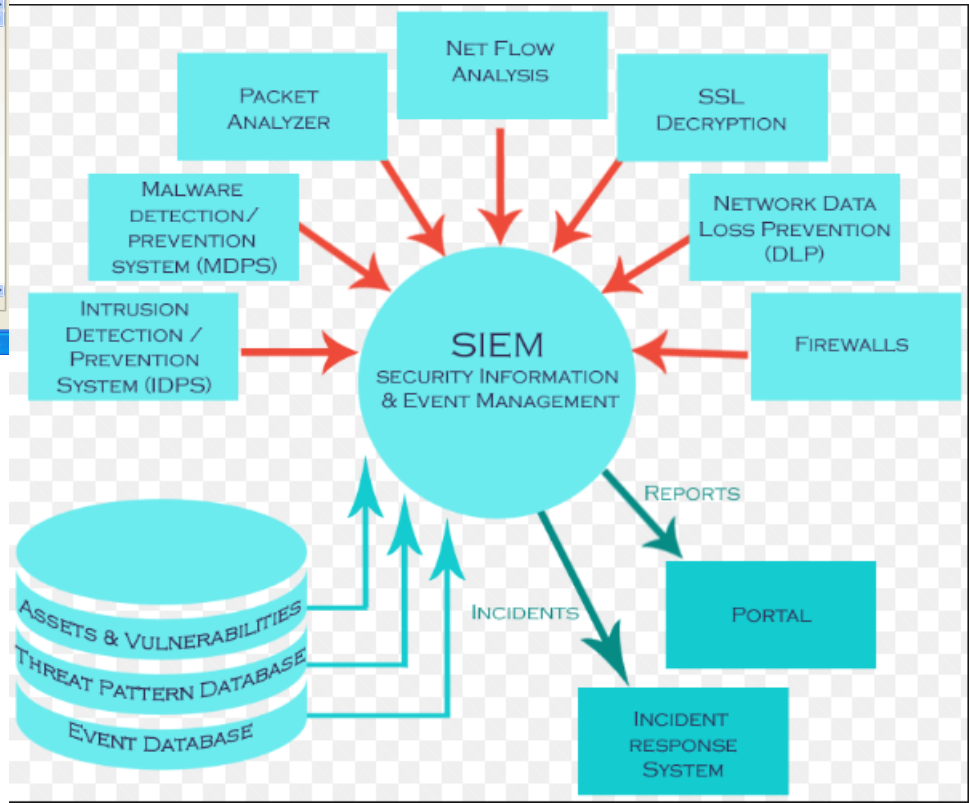 NET FLOW
ANALYSIS
PACKET
ANALYZER
SSL
DECRYPTION
MALWARE
DETECTION/
PREVENTION
SYSTEM (MDPS)
NETWORK DATA
LOSS PREVENTION
(DLP)
INTRUSION
DETECTION /
PREVENTION
SYSTEM (IDPS)
SIEM
SECURITY INFORMATION
& EVENT MANAGEMENT
FIREWALLS
REPORTS
INCIDENTS
ASSETS & VULNERABILITIES
THREAT PATTERN DATABASE
EVENT DATABASE
PORTAL
INCIDENT
RESPONSE
SYSTEM